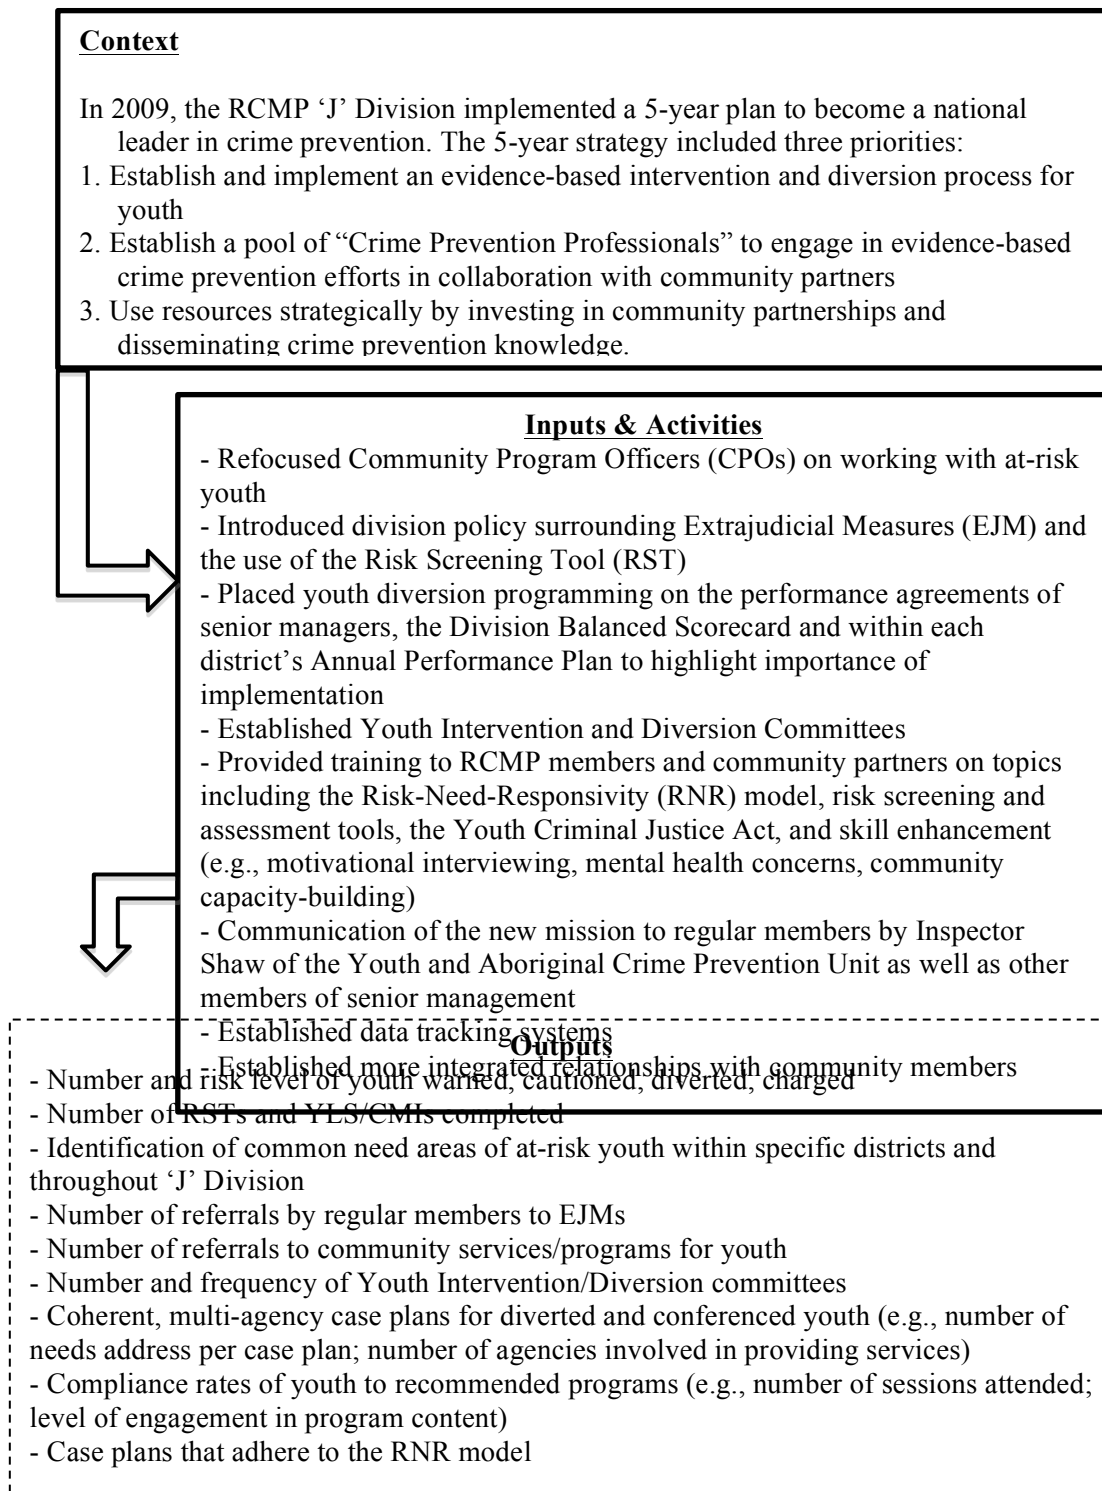 Context
In 2009, the RCMP ‘J’ Division implemented a 5-year plan to become a national
leader in crime prevention. The 5-year strategy included three priorities:
1. Establish and implement an evidence-based intervention and diversion process for
youth
2. Establish a pool of “Crime Prevention Professionals” to engage in evidence-based
crime prevention efforts in collaboration with community partners
3. Use resources strategically by investing in community partnerships and
disseminating crime prevention knowledge.
Inputs & Activities
- Refocused Community Program Officers (CPOs) on working with at-risk
youth
- Introduced division policy surrounding Extrajudicial Measures (EJM) and
the use of the Risk Screening Tool (RST)
- Placed youth diversion programming on the performance agreements of
senior managers, the Division Balanced Scorecard and within each
district’s Annual Performance Plan to highlight importance of
implementation
- Established Youth Intervention and Diversion Committees
- Provided training to RCMP members and community partners on topics
including the Risk-Need-Responsivity (RNR) model, risk screening and
assessment tools, the Youth Criminal Justice Act, and skill enhancement
(e.g., motivational interviewing, mental health concerns, community
capacity-building)
- Communication of the new mission to regular members by Inspector
Shaw of the Youth and Aboriginal Crime Prevention Unit as well as other
members of senior management
- Established data tracking systems
- Established more integrated relationships with community members
Outputs
- Number and risk level of youth warned, cautioned, diverted, charged
- Number of RSTs and YLS/CMIs completed
- Identification of common need areas of at-risk youth within specific districts and
throughout ‘J’ Division
- Number of referrals by regular members to EJMs
- Number of referrals to community services/programs for youth
- Number and frequency of Youth Intervention/Diversion committees
- Coherent, multi-agency case plans for diverted and conferenced youth (e.g., number of
needs address per case plan; number of agencies involved in providing services)
- Compliance rates of youth to recommended programs (e.g., number of sessions attended;
level of engagement in program content)
- Case plans that adhere to the RNR model